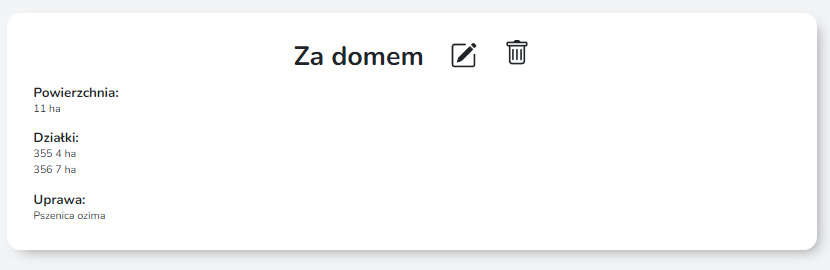 Za domem
Powierzchnia:
11 ha
Działki:
355 4 ha
356 7 ha
Uprawa:
Pszenica ozima